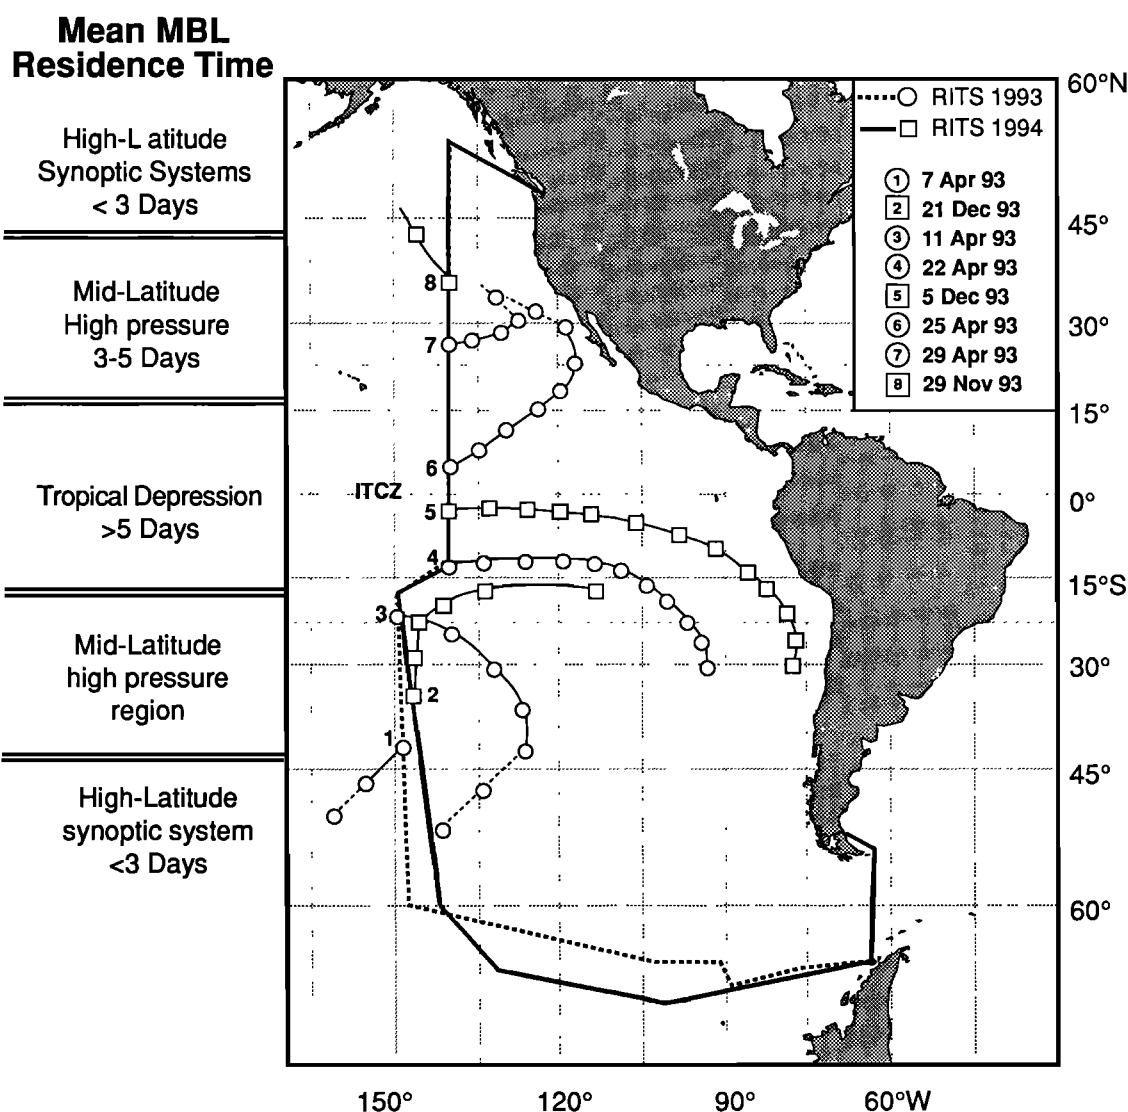 Mean MBL
Residence Time
High-L atitude
Synoptic Systems
< 3 Days
Mid-Latitude
High pressure
3-5 Days
Tropical Depression
>5 Days
Mid-Latitude
high pressure
region
High-Latitude
synoptic system
<3 Days
RITS 1993
RITS 1994
1 7 Apr 93
2 21 Dec 93
3 11 Apr 93
4 22 Apr 93
5 5 Dec 93
6 25 Apr 93
7 29 Apr 93
8 29 Nov 93
60°N
45°
30°
15°
0°
15°S
30°
45°
60°
8
7
6
ITCZ
5
4
3
2
1
150°
120°
90°
60°W